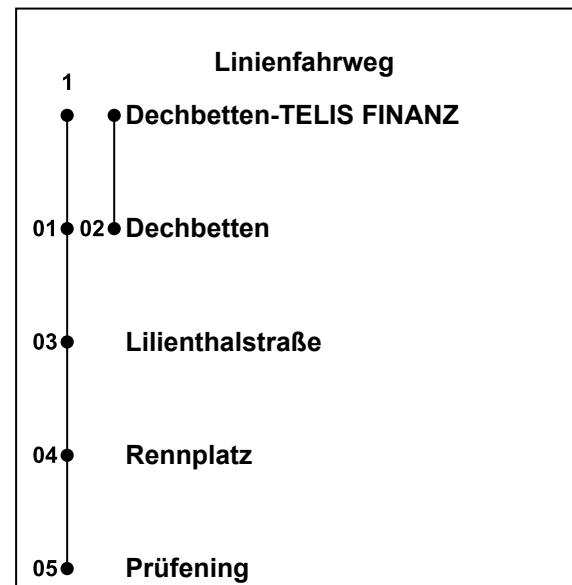 Linienfahrweg
1
Dechbetten-TELIS FINANZ
01 02 Dechbetten
03 Lilienthalstraße
04 Rennplatz
05 Prüfening